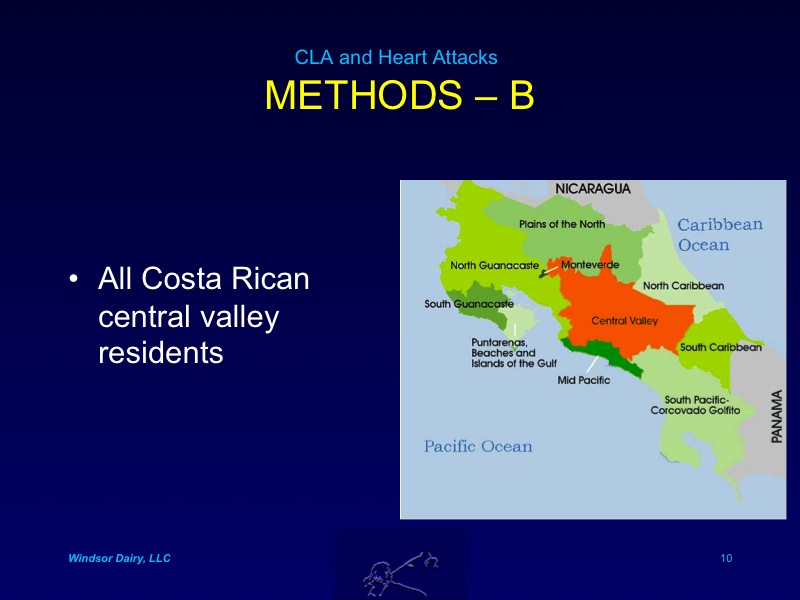 CLA and Heart Attacks
METHODS – B
• All Costa Rican
central valley
residents
NICARAGUA
Plains of the North
Caribbean
Ocean
North Guanacaste
Monteverde
North Caribbean
South Guanacaste
Central Valley
Puntarenas,
Beaches and
Islands of the Gulf
South Caribbean
Mid Pacific
South Pacific-
Corcovado Golfito
PANAMA
Pacific Ocean
Windsor Dairy, LLC
10